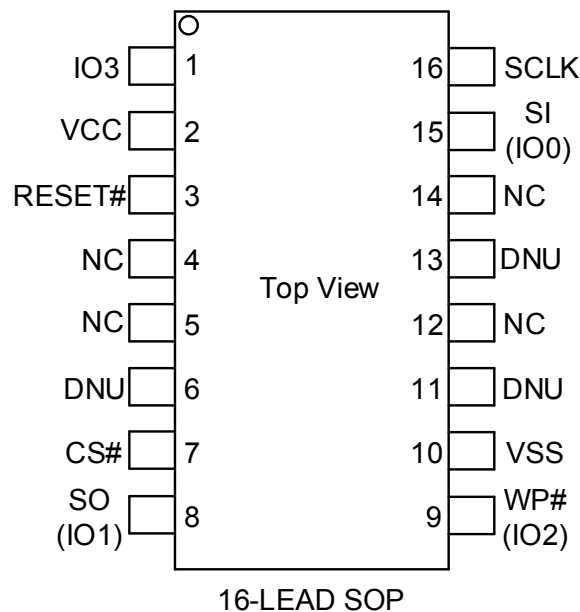 IO3 1 16 SCLK
VCC 2 15 SI
(IO0)
RESET# 3 14 NC
NC 4 13 DNU
Top View
NC 5 12 NC
DNU 6 11 DNU
CS# 7 10 VSS
SO
(IO1) 8 9 WP#
(IO2)
16-LEAD SOP